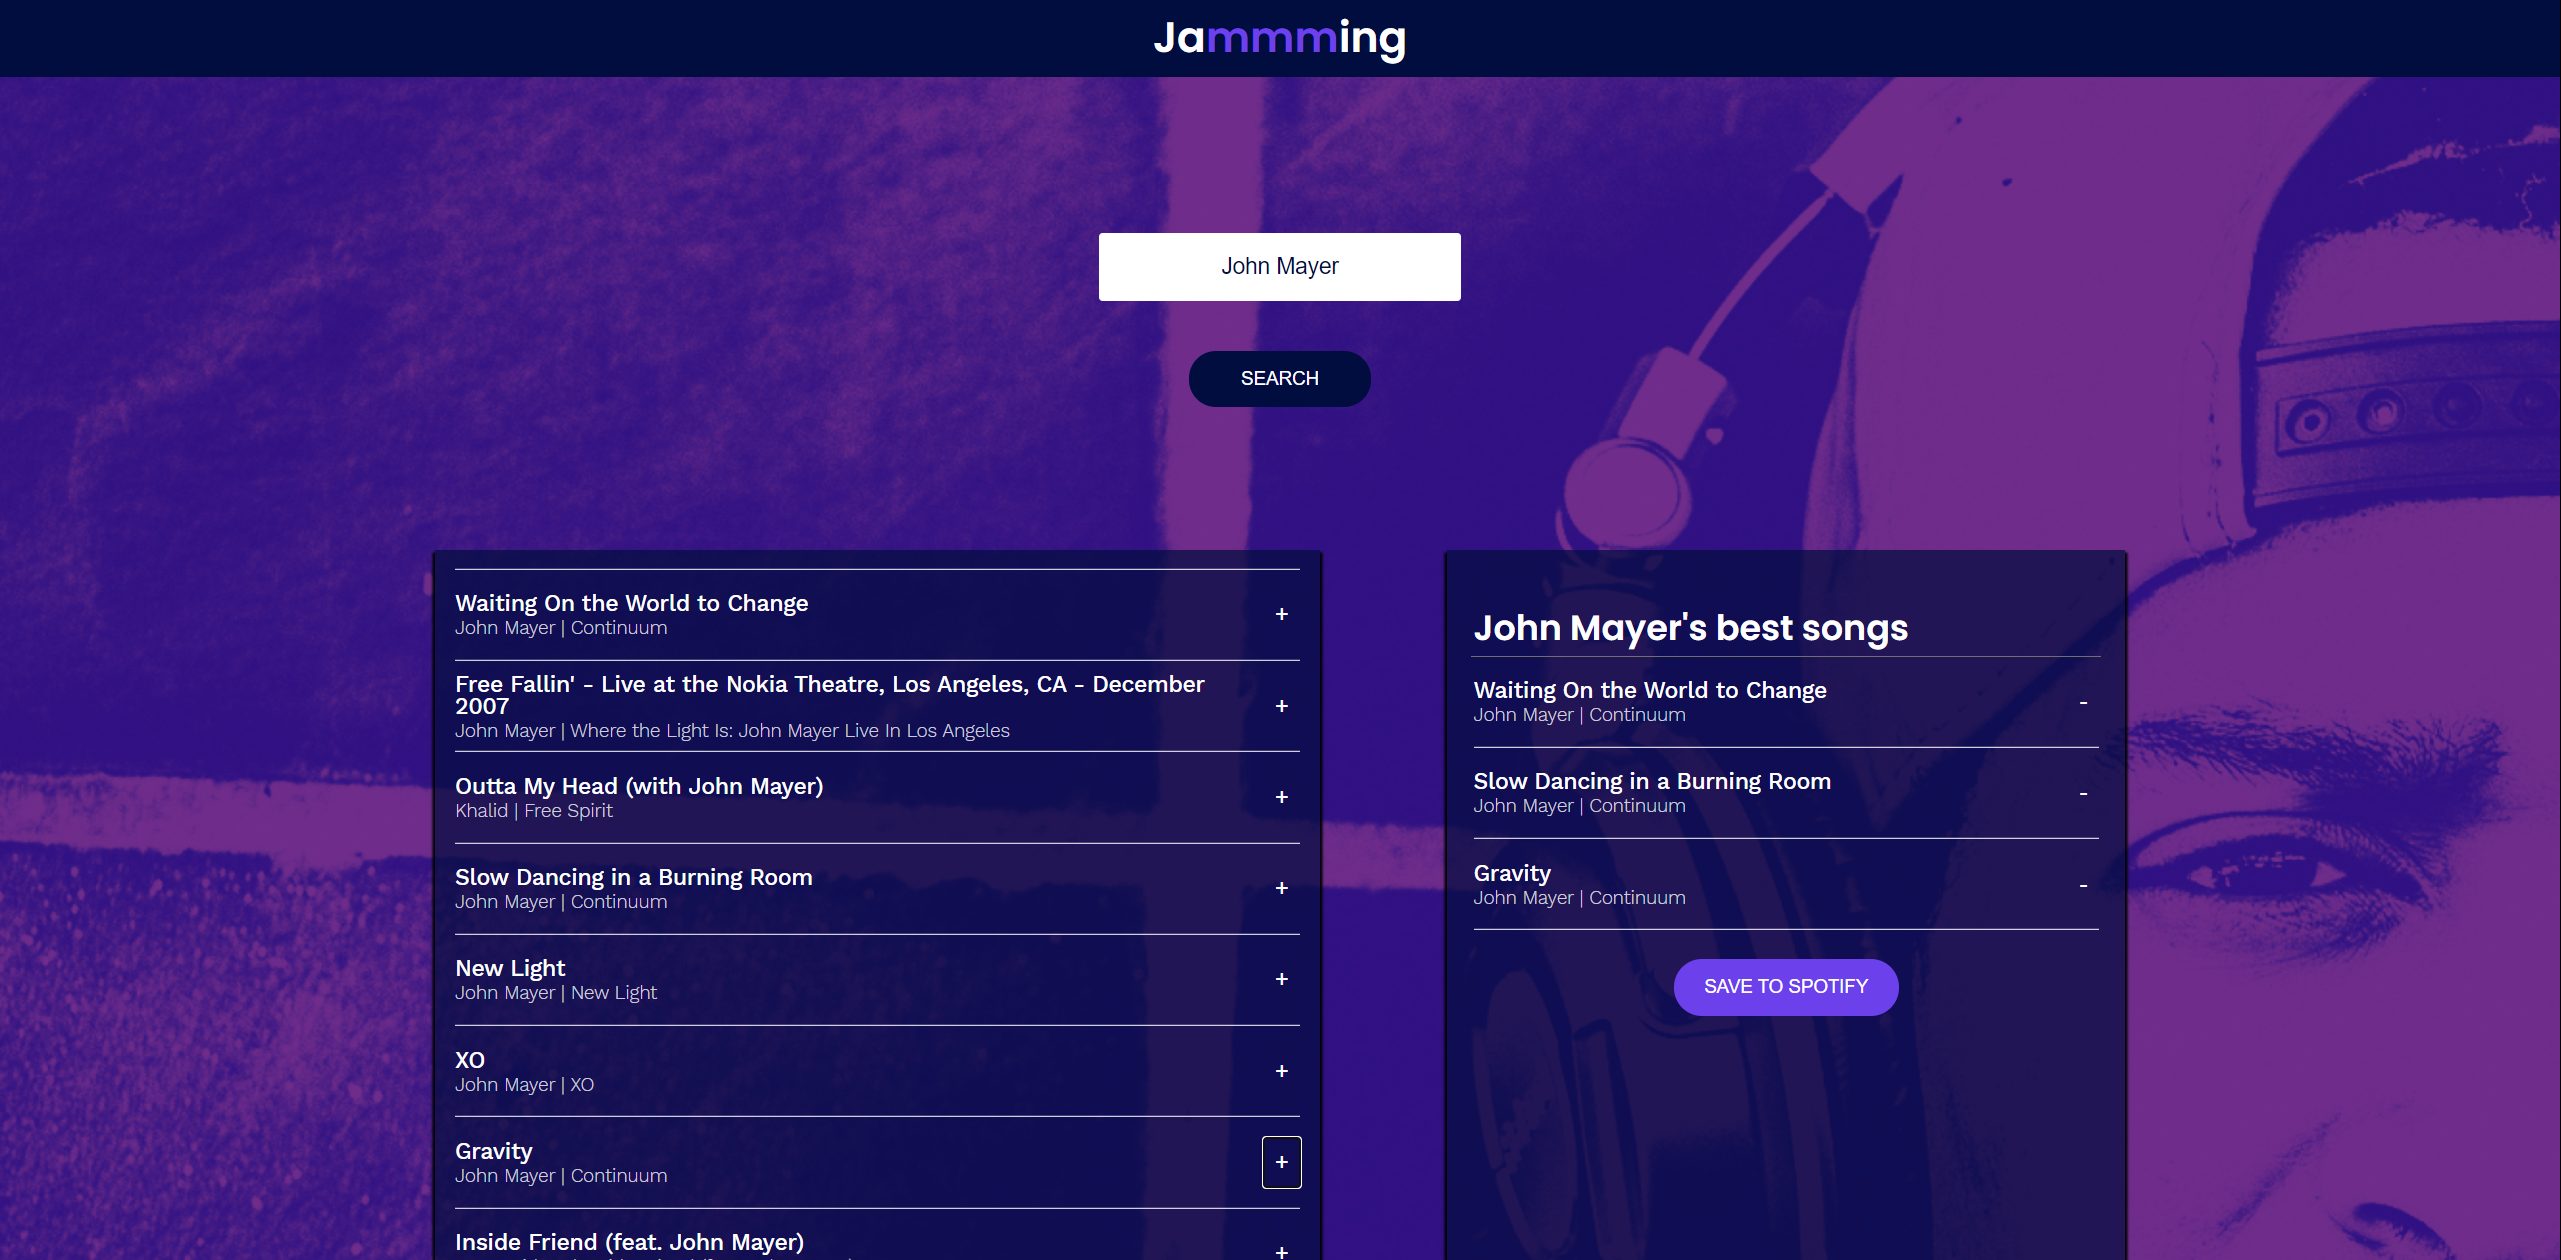 Jammming
John Mayer
SEARCH
Waiting On the World to Change
John Mayer | Continuum
+
Free Fallin' - Live at the Nokia Theatre, Los Angeles, CA - December
2007
John Mayer | Where the Light Is: John Mayer Live In Los Angeles
+
Outta My Head (with John Mayer)
Khalid | Free Spirit
+
Slow Dancing in a Burning Room
John Mayer | Continuum
+
New Light
John Mayer | New Light
+
XO
John Mayer | XO
+
Gravity
John Mayer | Continuum
+
Inside Friend (feat. John Mayer)
+
John Mayer's best songs
Waiting On the World to Change
John Mayer | Continuum
-
Slow Dancing in a Burning Room
John Mayer | Continuum
-
Gravity
John Mayer | Continuum
-
SAVE TO SPOTIFY